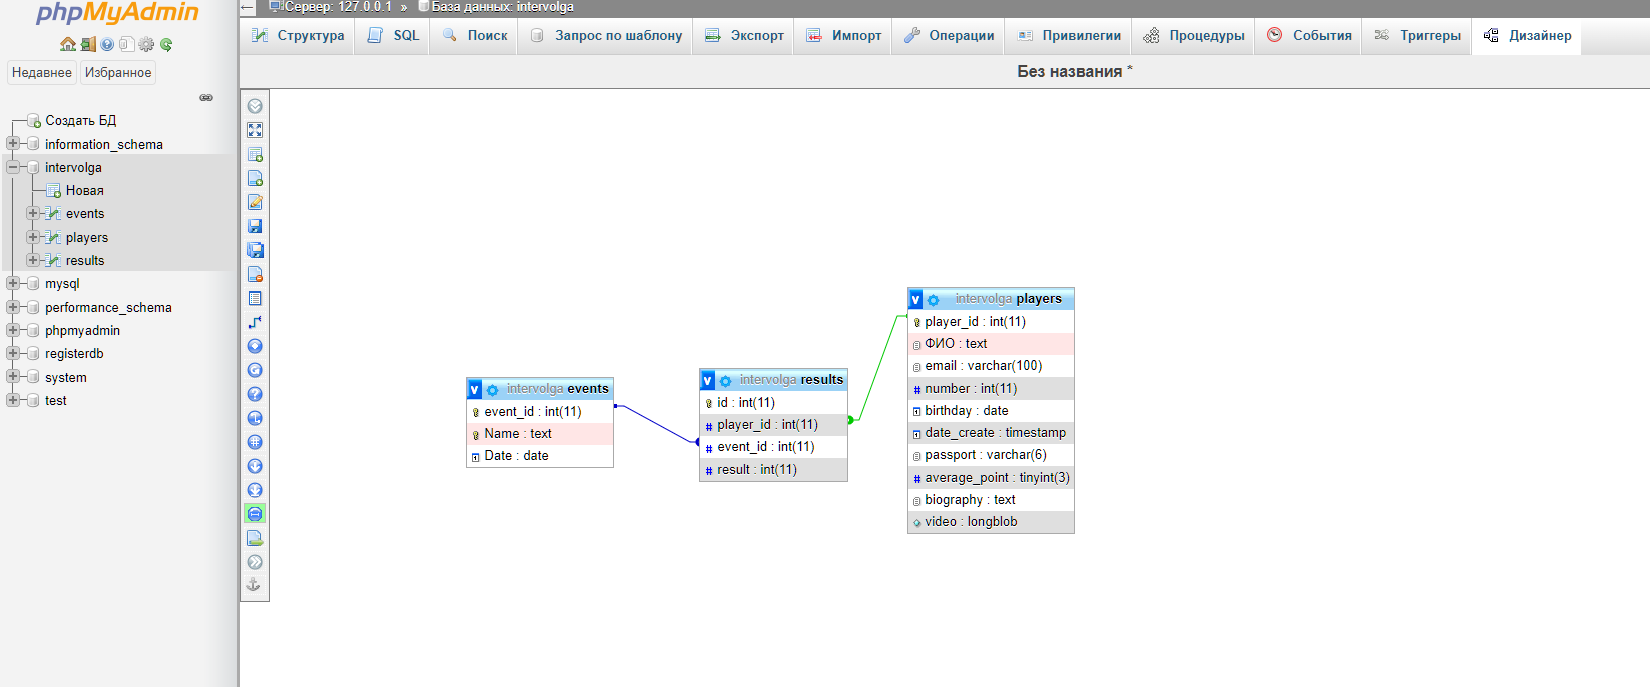 phpMyAdmin
Недавнее
Избранное
Создать БД
information_schema
intervolga
Новая
events
players
results
mysql
performance_schema
phpmyadmin
registerdb
system
test
Сервер: 127.0.0.1 » База данных: intervolga
Структура
SQL
Поиск
Запрос по шаблону
Экспорт
Импорт
Операции
Привилегии
Процедуры
События
Триггеры
Дизайнер
Без названия *
v intervolga events
event_id : int(11)
Name : text
Date : date
v intervolga results
id : int(11)
# player_id : int(11)
# event_id : int(11)
# result : int(11)
v intervolga players
player_id : int(11)
ФИО : text
email : varchar(100)
# number : int(11)
birthday : date
date_create : timestamp
passport : varchar(6)
# average_point : tinyint(3)
biography : text
video : longblob